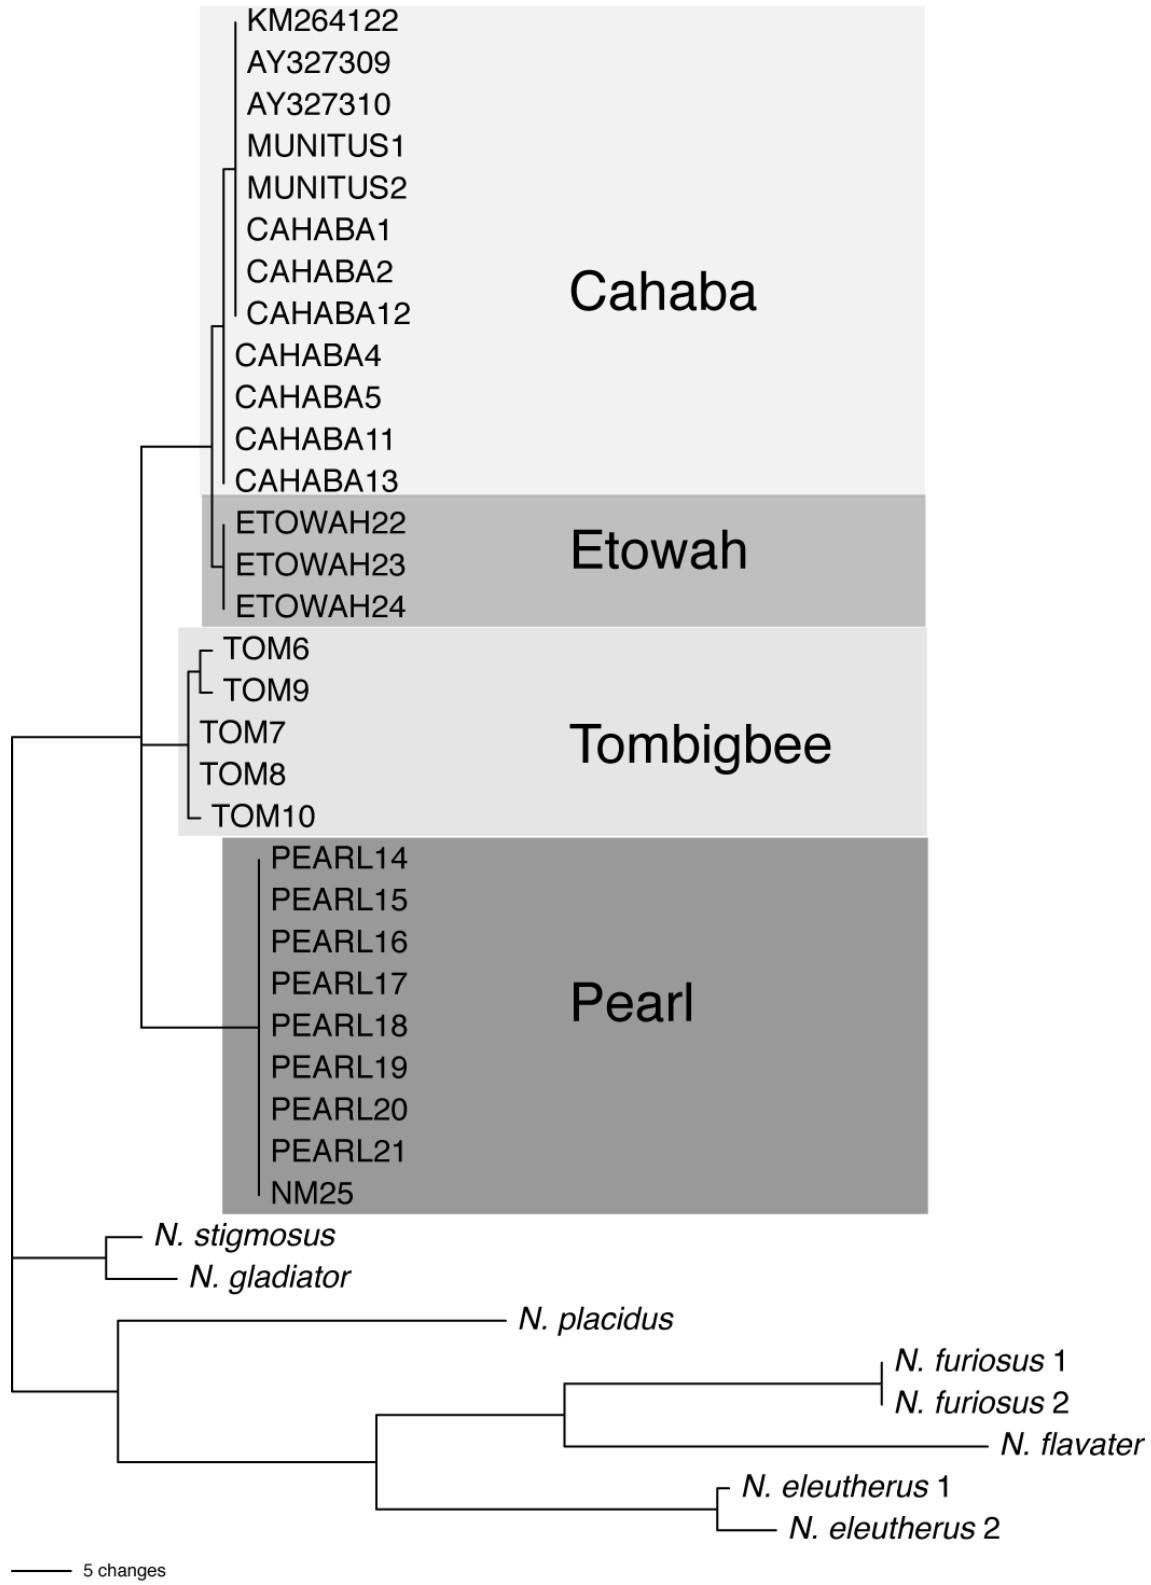 KM264122
AY327309
AY327310
MUNITUS1
MUNITUS2
CAHABA1
CAHABA2
CAHABA12
Cahaba
CAHABA4
CAHABA5
CAHABA11
CAHABA13
ETOWAH22
ETOWAH23
ETOWAH24
Etowah
TOM6
TOM9
TOM7
TOM8
TOM10
Tombigbee
PEARL14
PEARL15
PEARL16
PEARL17
PEARL18
PEARL19
PEARL20
PEARL21
NM25
Pearl
N. stigmosus
N. gladiator
N. placidus
N. furiosus 1
N. furiosus 2
N. flavater
N. eleutherus 1
N. eleutherus 2
5 changes